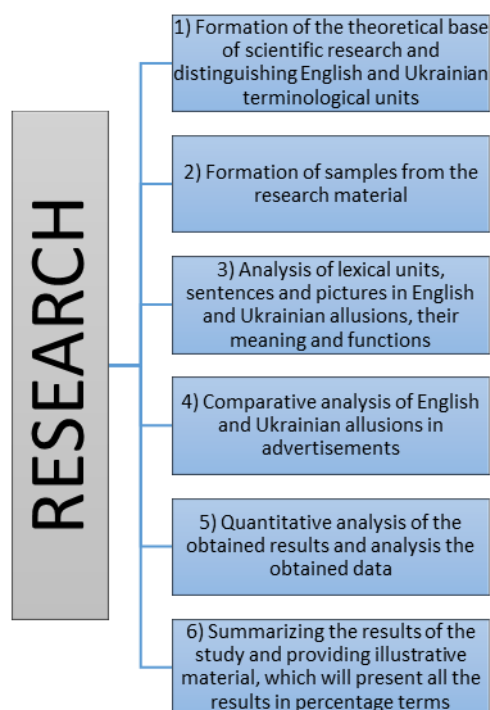 RESEARCH
1) Formation of the theoretical base
of scientific research and
distinguishing English and Ukrainian
terminological units
2) Formation of samples from the
research material
3) Analysis of lexical units,
sentences and pictures in English
and Ukrainian allusions, their
meaning and functions
4) Comparative analysis of English
and Ukrainian allusions in
advertisements
5) Quantitative analysis of the
obtained results and analysis the
obtained data
6) Summarizing the results of the
study and providing illustrative
material, which will present all the
results in percentage terms